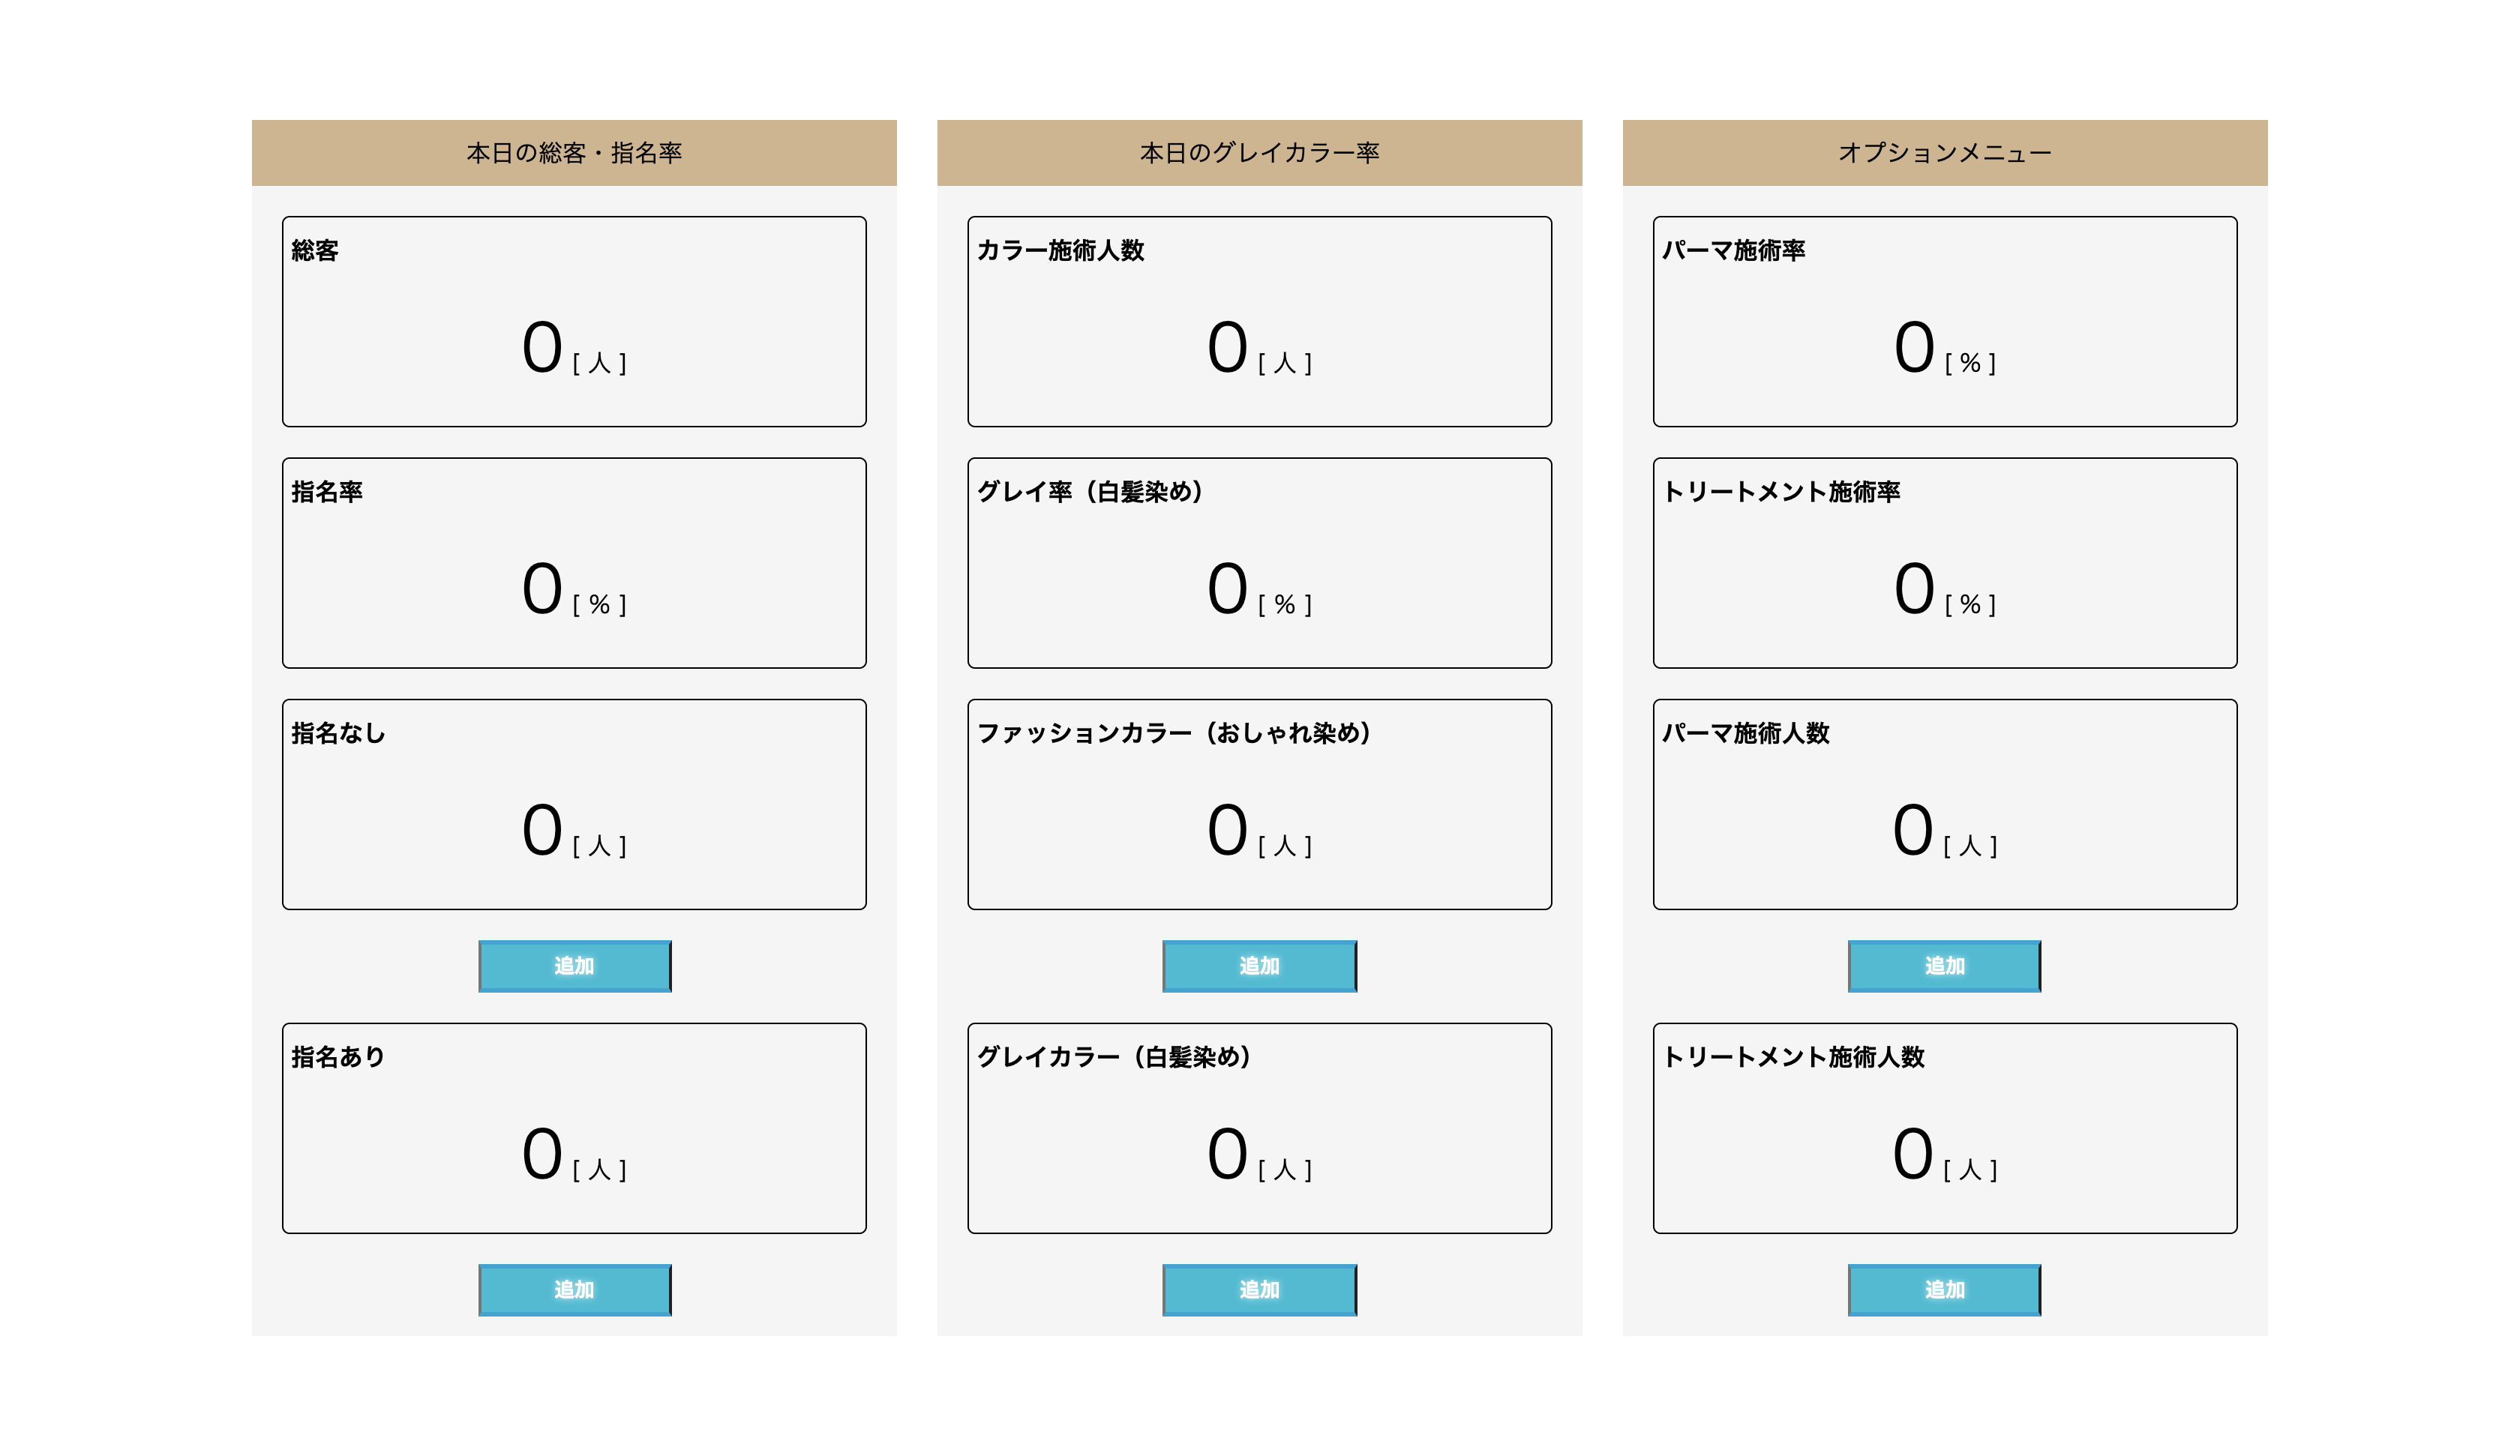 本日の総客・指名率
総客
0 [ 人 ]
指名率
0 [ % ]
指名なし
0 [ 人 ]
追加
指名あり
0 [ 人 ]
追加
本日のグレイカラー率
カラー施術人数
0 [ 人 ]
グレイ率（白髪染め）
0 [ % ]
ファッションカラー（おしゃれ染め）
0 [ 人 ]
追加
グレイカラー（白髪染め）
0 [ 人 ]
追加
オプションメニュー
パーマ施術率
0 [ % ]
トリートメント施術率
0 [ % ]
パーマ施術人数
0 [ 人 ]
追加
トリートメント施術人数
0 [ 人 ]
追加